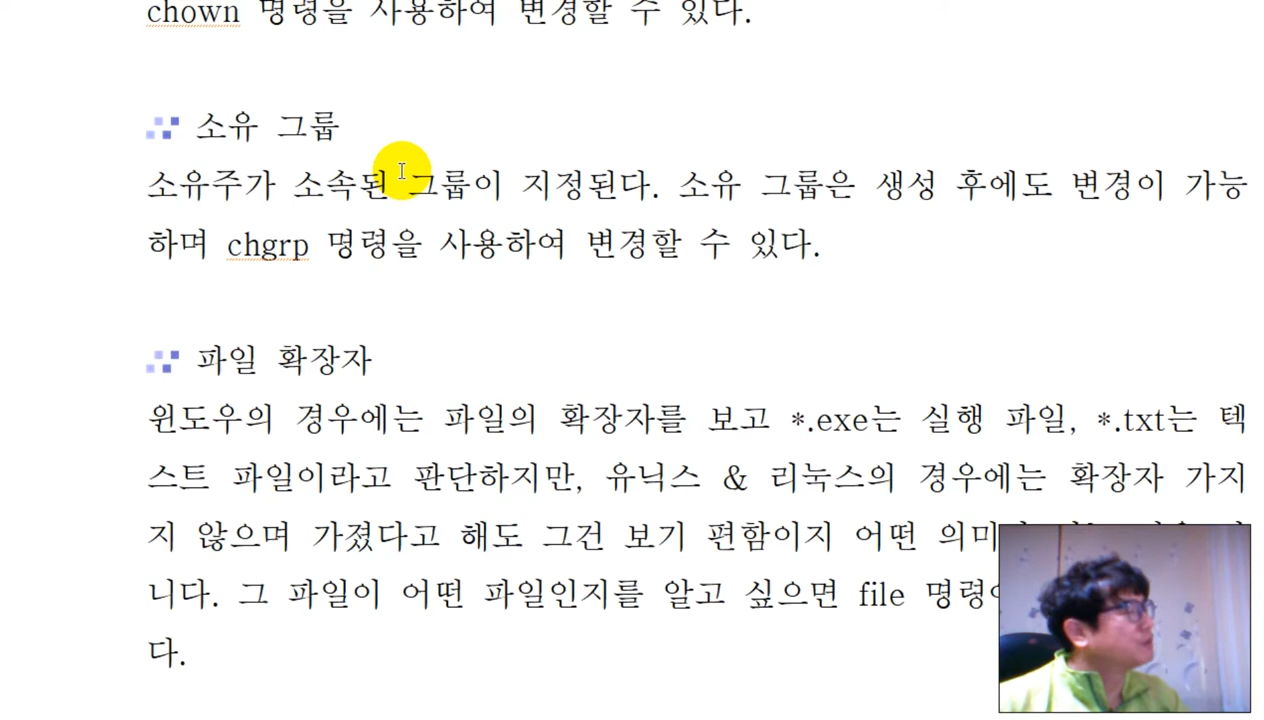 chown 명령을 사용하여 변경할 수 있다.
소유 그룹
소유주가 소속된 그룹이 지정된다. 소유 그룹은 생성 후에도 변경이 가능
하며 chgrp 명령을 사용하여 변경할 수 있다.
파일 확장자
윈도우의 경우에는 파일의 확장자를 보고 *.exe는 실행 파일, *.txt는 텍
스트 파일이라고 판단하지만, 유닉스 & 리눅스의 경우에는 확장자 가지
지 않으며 가졌다고 해도 그건 보기 편함이지 어떤
니다. 그 파일이 어떤 파일인지를 알고 싶으면 file
다.